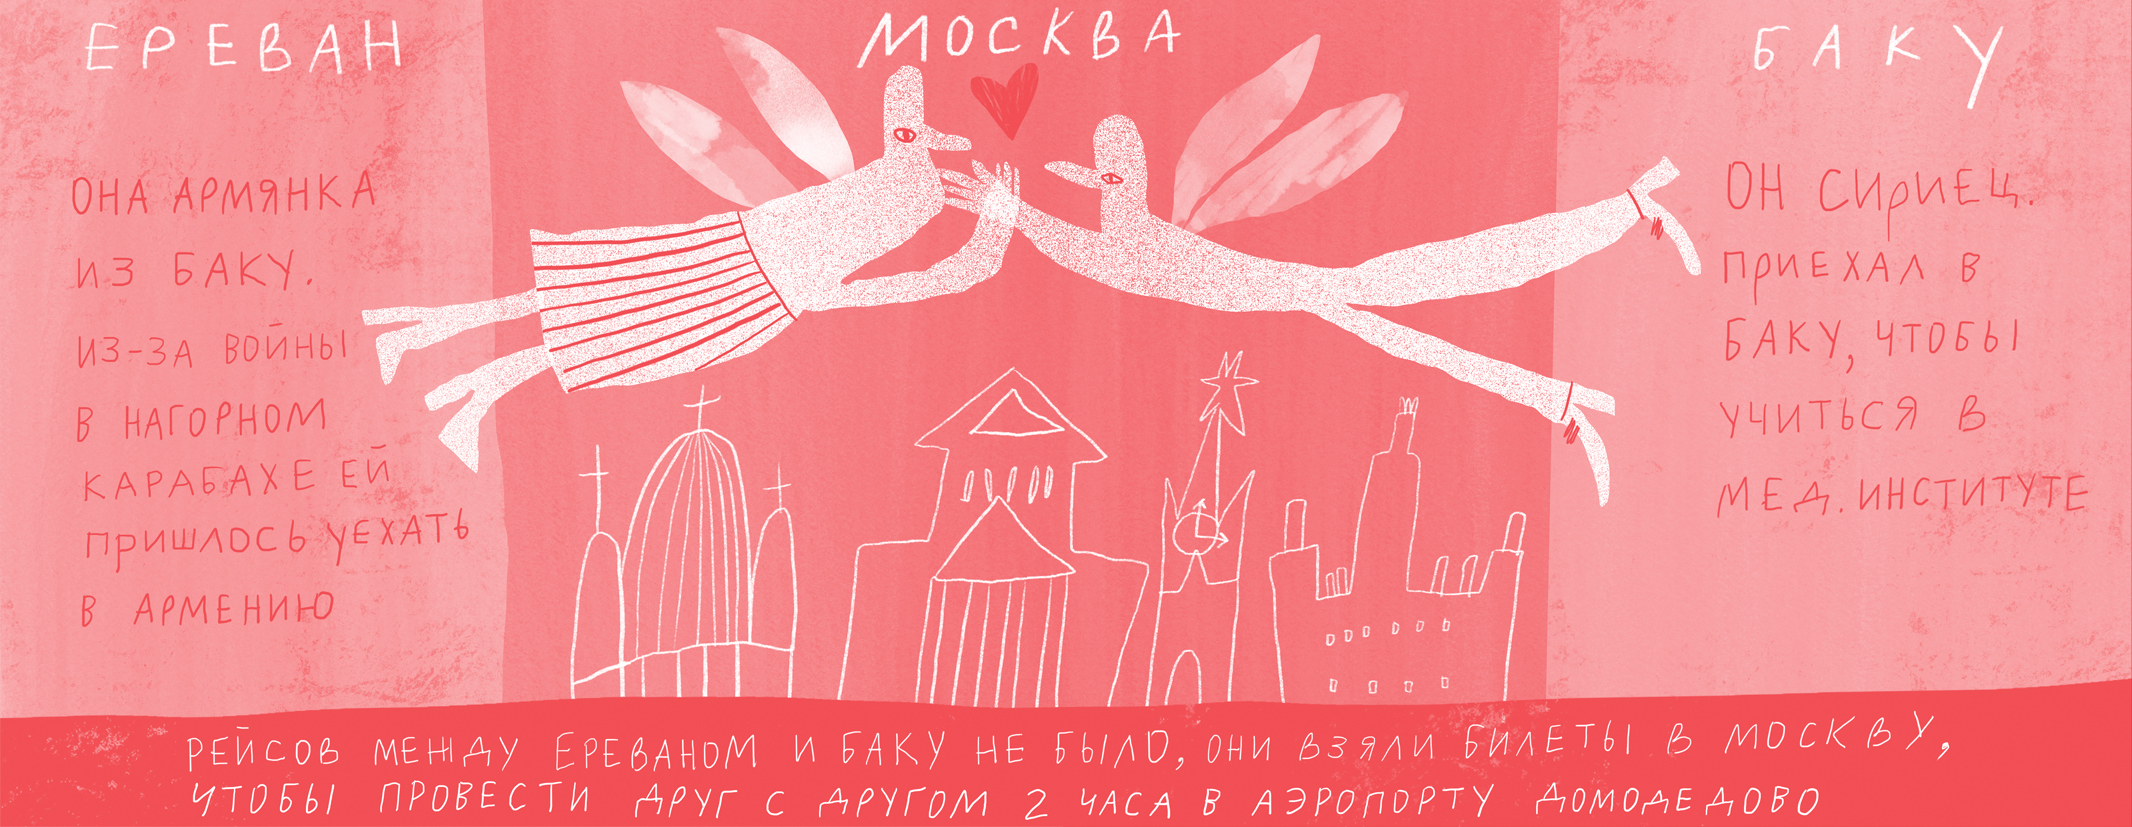 ЕРЕВАН
ОНА АРМЯНКА
ИЗ БАКУ.
ИЗ-ЗА ВОЙНЫ
В НАГОРНОМ
КАРАБАХЕ ЕЙ
ПРИШЛОСЬ УЕХАТЬ
В АРМЕНИЮ
МОСКВА
БАКУ
ОН СИРИЕЦ.
ПРИЕХАЛ В
БАКУ, ЧТОБЫ
УЧИТЬСЯ В
МЕД. ИНСТИТУТЕ
РЕЙСОВ МЕЖДУ ЕРЕВАНОМ И БАКУ НЕ БЫЛО, ОНИ ВЗЯЛИ БИЛЕТЫ В МОСКВУ,
ЧТОБЫ ПРОВЕСТИ ДРУГ С ДРУГОМ 2 ЧАСА В АЭРОПОРТУ ДОМОДЕДОВО